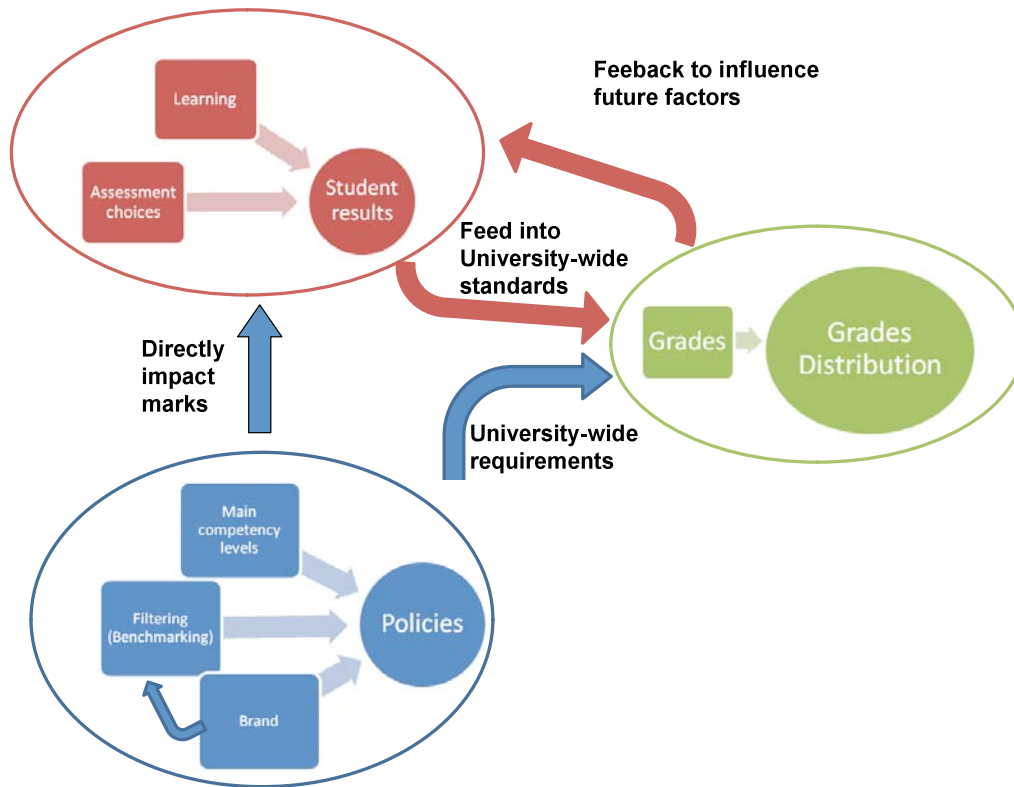 Feeback to influence
future factors
Learning
Assessment
choices
Student
results
Feed into
University-wide
standards
Grades
Grades
Distribution
Directly
impact
marks
University-wide
requirements
Main
competency
levels
Filtering
(Benchmarking)
Policies
Brand